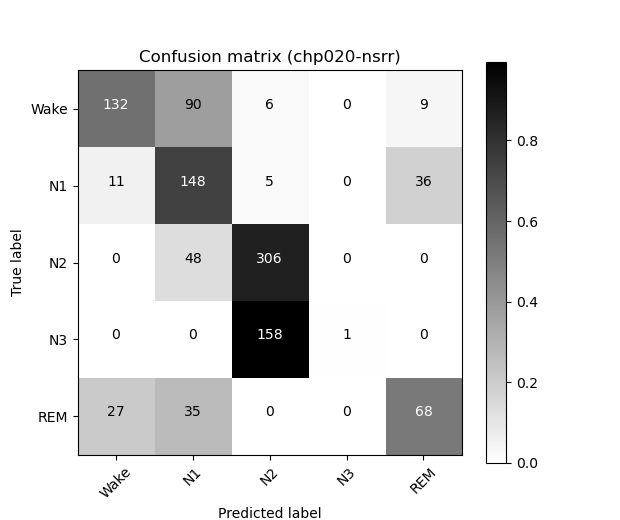 Confusion matrix (chp020-nsrr)
True label
Wake 132 90 6 0 9
N1 11 148 5 0 36
N2 0 48 306 0 0
N3 0 0 158 1 0
REM 27 35 0 0 68
Wake N1 N2 N3 REM
Predicted label
0.8
0.6
0.4
0.2
0.0